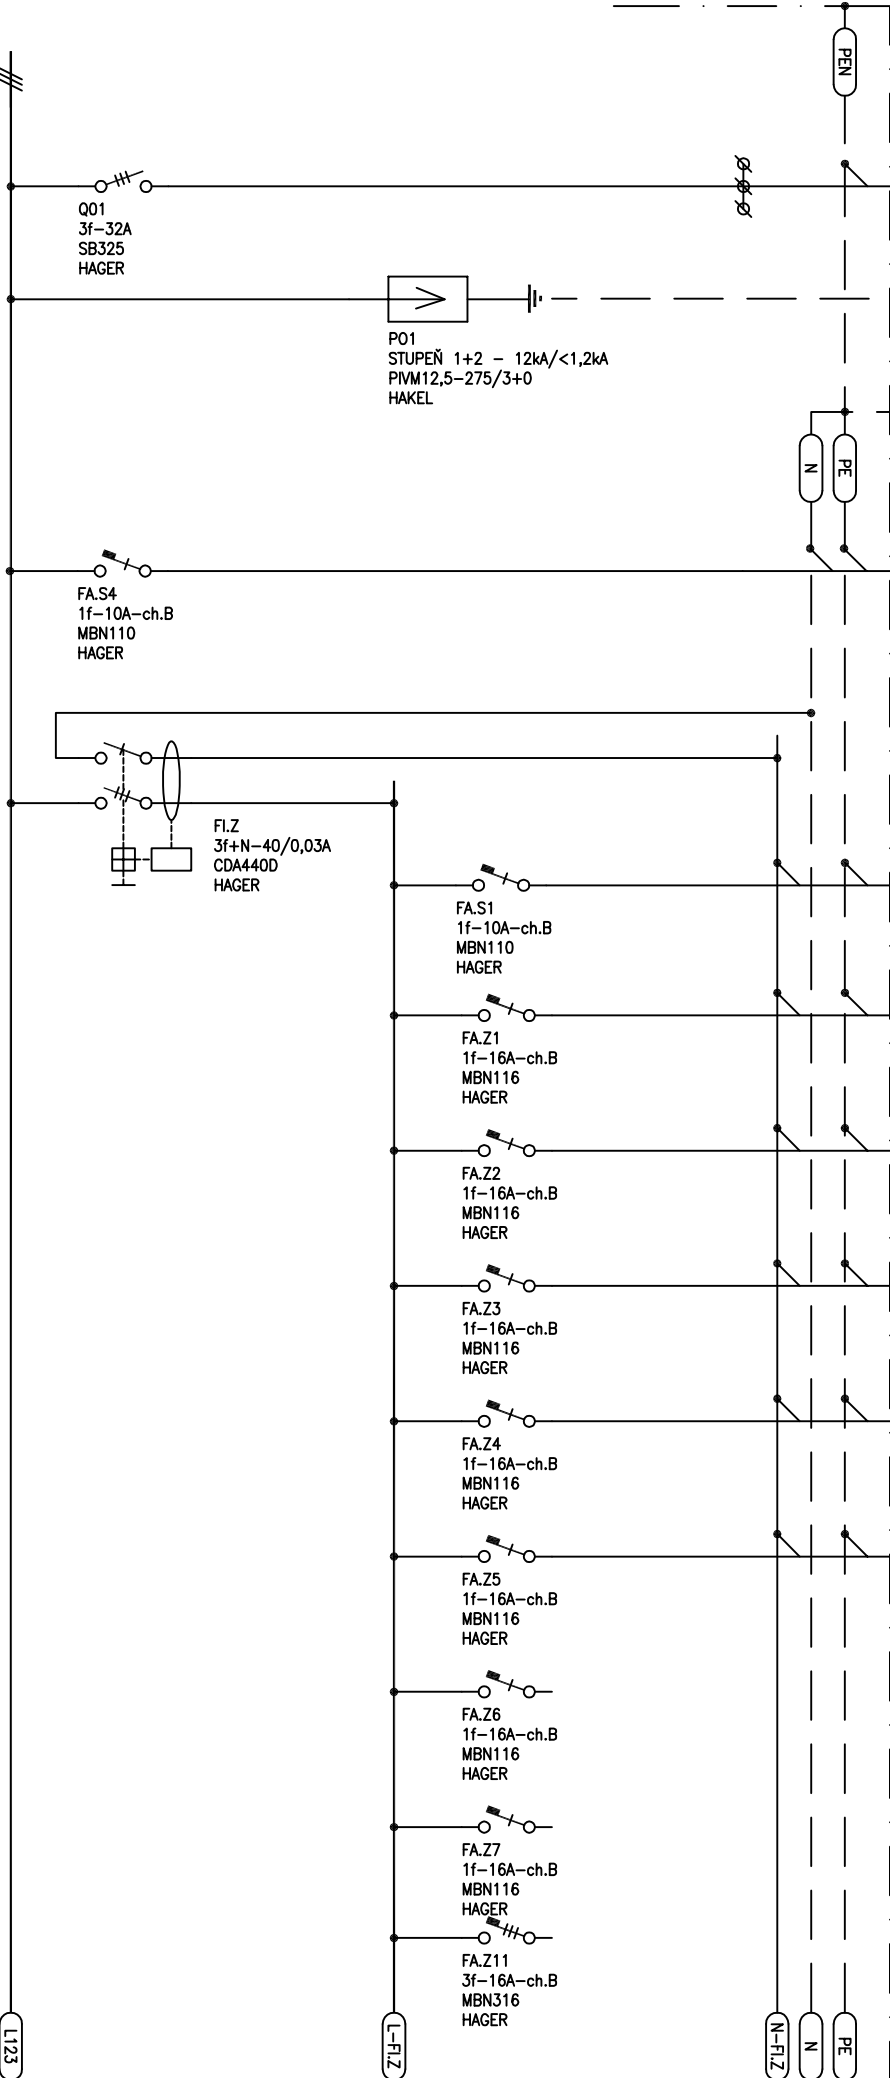 PEN
Q01
3f-32A
SB325
HAGER
PO1
STUPEŇ 1+2 - 12kA/<1,2kA
PIVM12,5-275/3+0
HAKEL
N
PE
FA.S4
1f-10A-ch.B
MBN110
HAGER
FI.Z
3f+N-40/0,03A
CDA440D
HAGER
FA.S1
1f-10A-ch.B
MBN110
HAGER
FA.Z1
1f-16A-ch.B
MBN116
HAGER
FA.Z2
1f-16A-ch.B
MBN116
HAGER
FA.Z3
1f-16A-ch.B
MBN116
HAGER
FA.Z4
1f-16A-ch.B
MBN116
HAGER
FA.Z5
1f-16A-ch.B
MBN116
HAGER
FA.Z6
1f-16A-ch.B
MBN116
HAGER
FA.Z7
1f-16A-ch.B
MBN116
HAGER
FA.Z11
3f-16A-ch.B
MBN316
HAGER
L123
L-FI.Z
N-FI.Z
N
PE